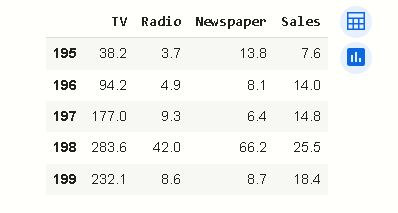 TV Radio Newspaper Sales
195 38.2 3.7 13.8 7.6
196 94.2 4.9 8.1 14.0
197 177.0 9.3 6.4 14.8
198 283.6 42.0 66.2 25.5
199 232.1 8.6 8.7 18.4